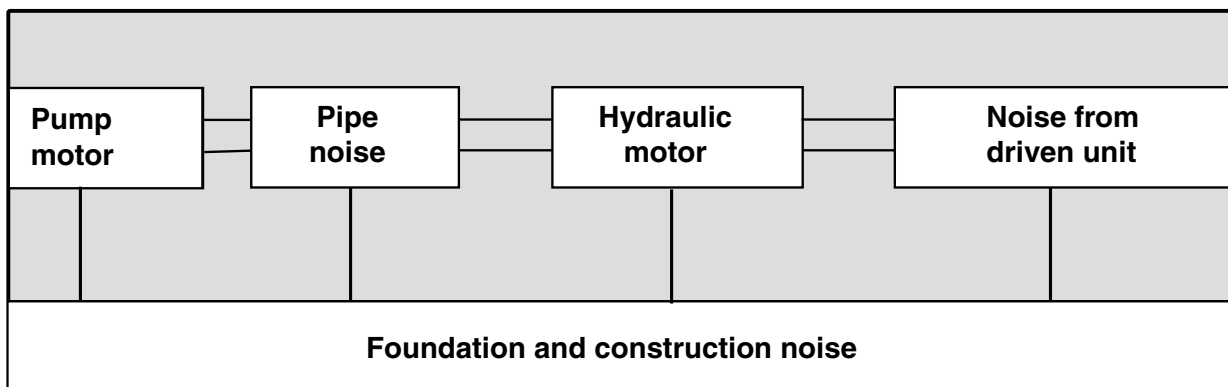 Pump
motor
Pipe
noise
Hydraulic
motor
Noise from
driven unit
Foundation and construction noise